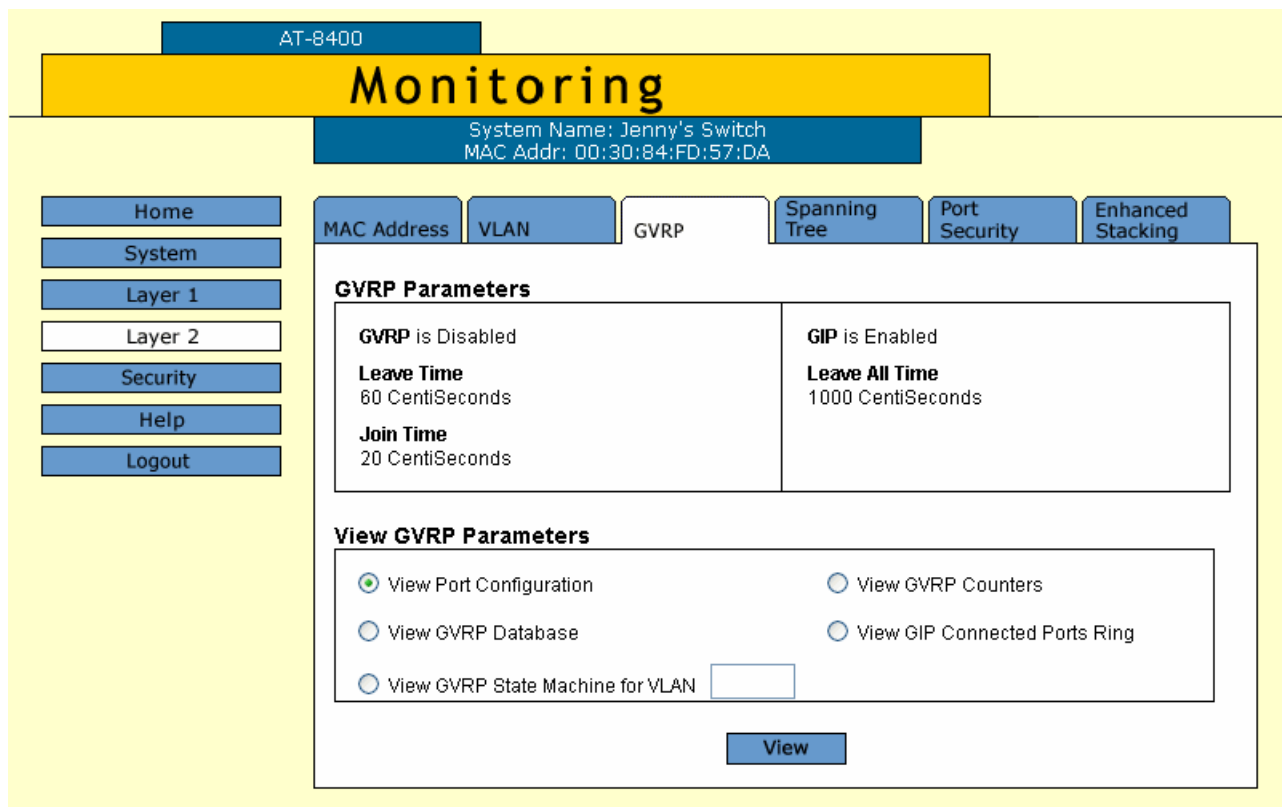 AT-8400
Monitoring
System Name: Jenny's Switch
MAC Addr: 00:30:84:FD:57:DA
Home
System
Layer 1
Layer 2
Security
Help
Logout
MAC Address
VLAN
GVRP
Spanning
Tree
Port
Security
Enhanced
Stacking
GVRP Parameters
GVRP is Disabled
Leave Time
60 CentiSeconds
Join Time
20 CentiSeconds
GIP is Enabled
Leave All Time
1000 CentiSeconds
View GVRP Parameters
View Port Configuration
View GVRP Counters
View GVRP Database
View GIP Connected Ports Ring
View GVRP State Machine for VLAN
View